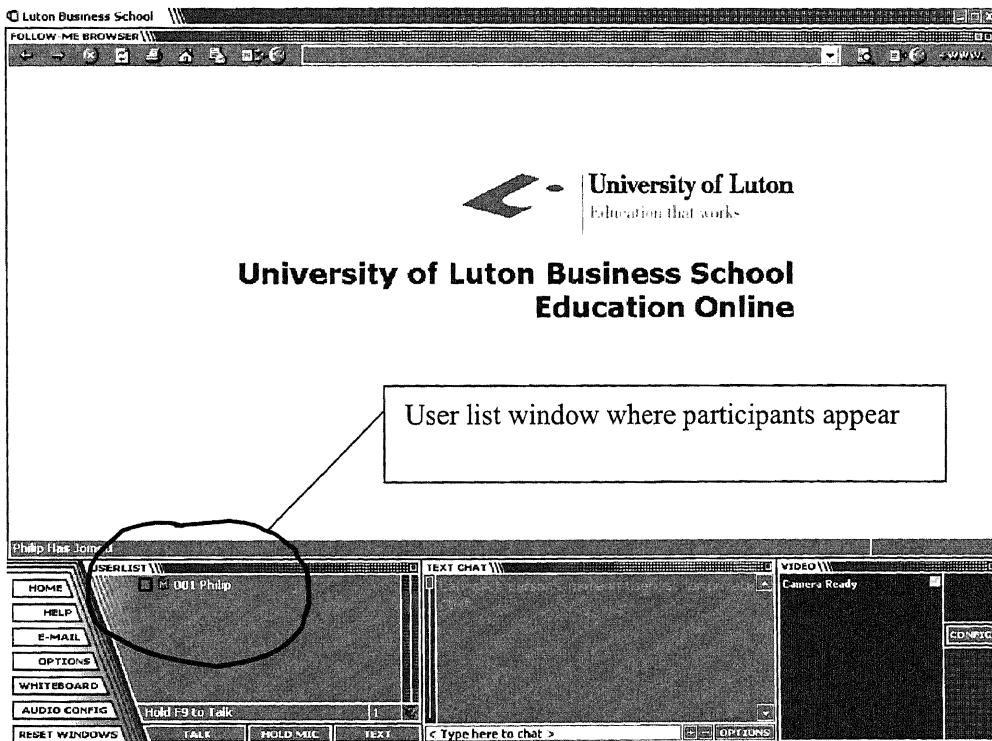 Luton Business School
FOLLOW-ME BROWSER
WWW.
University of Luton
Education that works
University of Luton Business School
Education Online
User list window where participants appear
Philip Has Joined
USERLIST
001 Philip
Hold F9 to Talk
1
TALK
HOLD MIC
TEXT
HOME
HELP
E-MAIL
OPTIONS
WHITEBOARD
AUDIO CONFIG
RESET WINDOWS
TEXT CHAT
< Type here to chat >
OPTIONS
VIDEO
Camera Ready
CONFIG